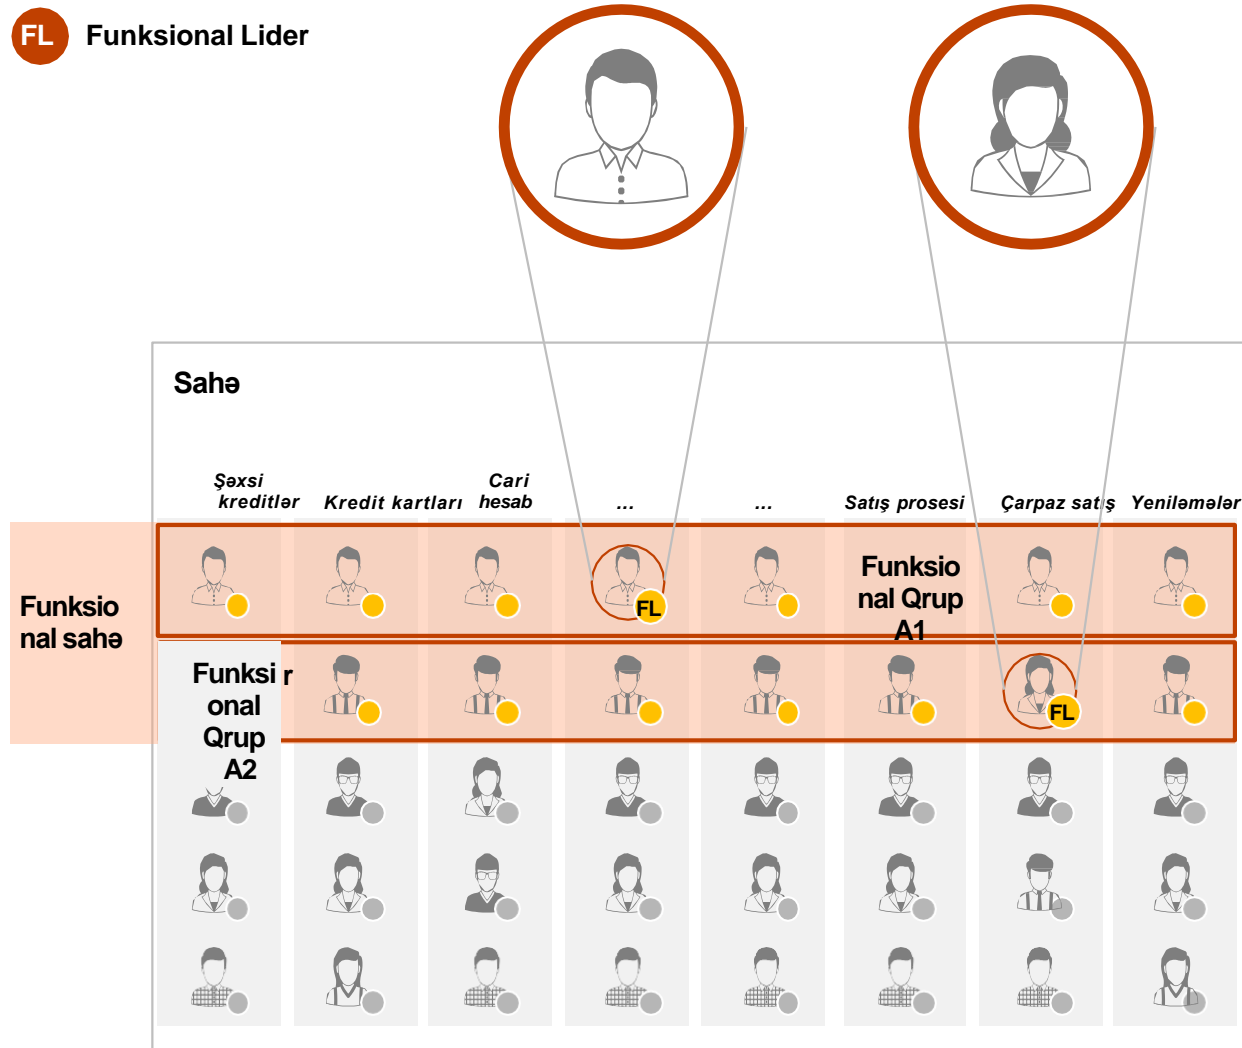 FL Funksional Lider
Sahə
Şəxsi
kreditlər
Kredit kartları
Cari
hesab
...
...
Satış prosesi
Çarpaz satış
Yeniləmələr
Funksio
nal sahə
FL
Funksio
nal Qrup
A1
Funksi r
onal
Qrup
A2
FL